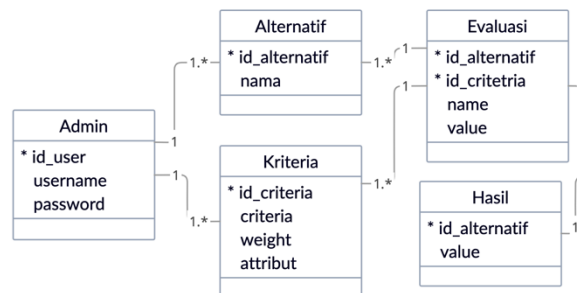 Alternatif
* id_alternatif
nama
Evaluasi
* id_alternatif
* id_critetria
name
value
Admin
* id_user
username
password
Kriteria
* id_criteria
criteria
weight
attribut
Hasil
* id_alternatif
value
1
1.*
1
1.*
1.*
1
1.*
1
1